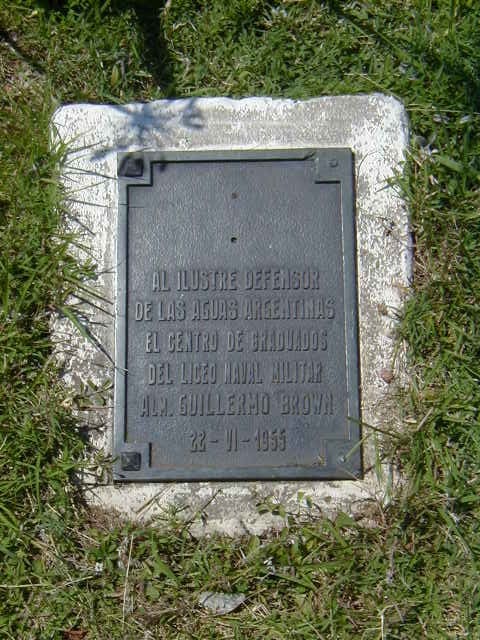 AL ILUSTRE DEFENSOR
DE LAS AGUAS ARGENTINAS
EL CENTRO DE GRADUADOS
DEL LICEO NAVAL MILITAR
ALM. GUILLERMO BROWN
22-VI-1955